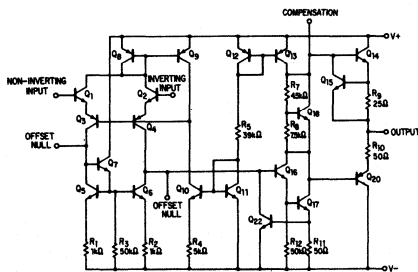 COMPENSATION
V+
Q8
Q9
Q12
Q13
Q14
NON-INVERTING
INPUT
INVERTING
INPUT
Q15
Q1
Q2
R7
4.5kΩ
R9
25Ω
Q18
Q3
Q4
R5
39kΩ
R8
7.5kΩ
OUTPUT
OFFSET
NULL
R10
50Ω
Q7
Q16
Q20
Q5
Q6
Q10
Q11
Q17
OFFSET
NULL
Q22
R1
1kΩ
R3
50kΩ
R2
1kΩ
R4
5kΩ
R12
50kΩ
R11
50Ω
V-